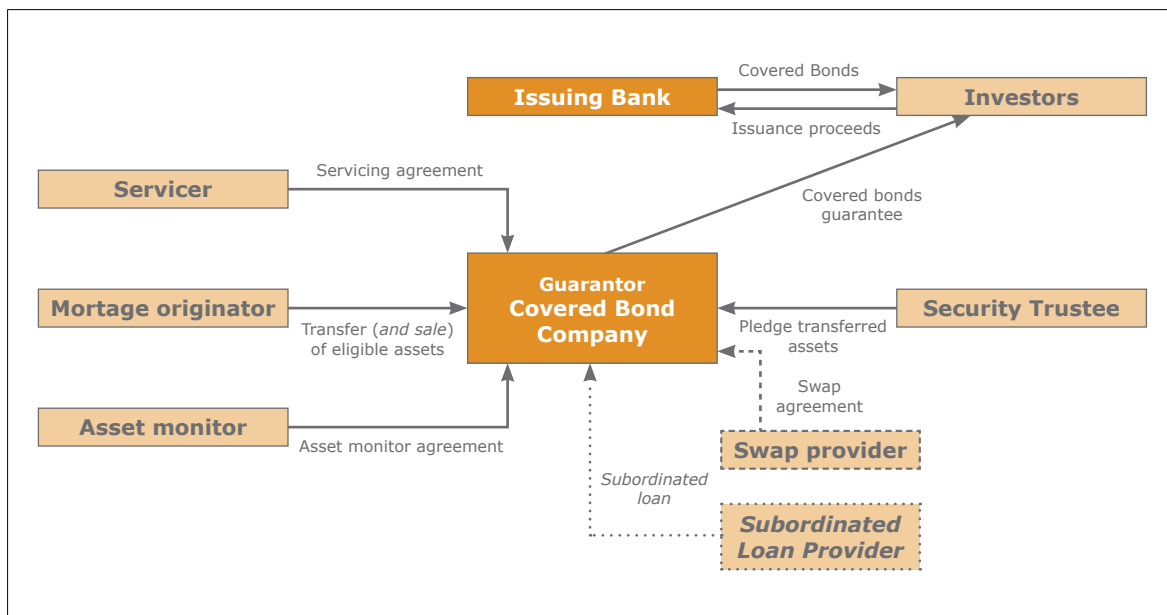 Covered Bonds
Issuing Bank
Investors
Issuance proceeds
Servicing agreement
Servicer
Covered bonds
guarantee
Guarantor
Covered Bond
Company
Mortage originator
Transfer (and sale)
of eligible assets
Security Trustee
Pledge transferred
assets
Swap
agreement
Asset monitor
Asset monitor agreement
Swap provider
Subordinated
loan
Subordinated
Loan Provider